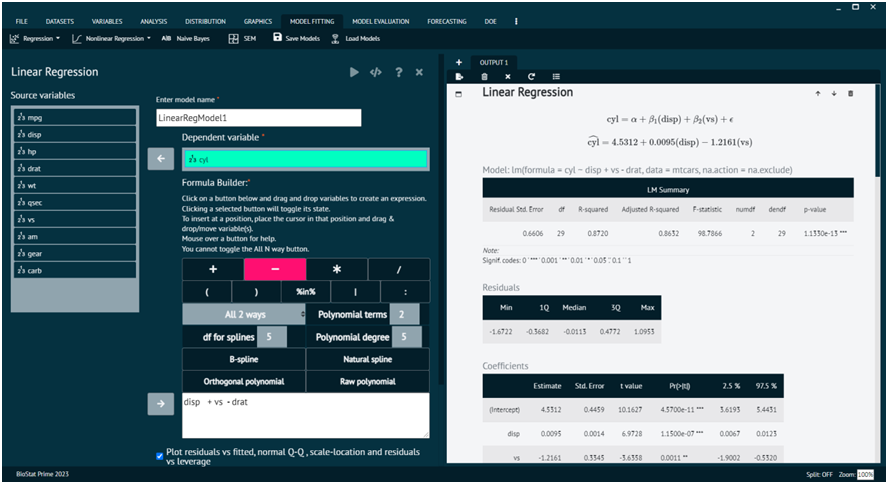 FILE DATASETS VARIABLES ANALYSIS DISTRIBUTION GRAPHICS MODEL FITTING MODEL EVALUATION FORECASTING DOE
Regression Nonlinear Regression Naive Bayes SEM Save Models Load Models
Linear Regression
Source variables
mpg
disp
hp
drat
wt
qsec
vs
am
gear
carb
Enter model name *
LinearRegModel1
Dependent variable *
cyl
Formula Builder:*
Click on a button below and drag and drop variables to create an expression.
Clicking a selected button will toggle its state.
To insert at a position, place the cursor in that position and drag &
drop/move variable(s).
Mouse over a button for help.
You cannot toggle the All N way button.
+ − * /
( ) %in% | :
All 2 ways Polynomial terms 2
df for splines 5 Polynomial degree 5
B-spline Natural spline
Orthogonal polynomial Raw polynomial
disp + vs - drat
Plot residuals vs fitted, normal Q-Q , scale-location and residuals
vs leverage
BioStat Prime 2023
+ OUTPUT 1
Linear Regression
cyl = α + β1(disp) + β2(vs) + ϵ
cyl = 4.5312 + 0.0095(disp) − 1.2161(vs)
Model: lm(formula = cyl ~ disp + vs - drat, data = mtcars, na.action = na.exclude)
LM Summary
Residual Std. Error df R-squared Adjusted R-squared F-statistic numdf dendf p-value
0.6606 29 0.8720 0.8632 98.7866 2 29 1.1330e-13 ***
Note:
Signif. codes: 0 '***' 0.001 '**' 0.01 '*' 0.05 '.' 0.1 ' ' 1
Residuals
Min 1Q Median 3Q Max
-1.6722 -0.3682 -0.0113 0.4772 1.0953
Coefficients
Estimate Std. Error t value Pr(>|t|) 2.5 % 97.5 %
(Intercept) 4.5312 0.4459 10.1627 4.5700e-11 *** 3.6193 5.4431
disp 0.0095 0.0014 6.9728 1.1500e-07 *** 0.0067 0.0123
vs -1.2161 0.3345 -3.6358 0.0011 ** -1.9002 -0.5320
Split: OFF Zoom: 100%